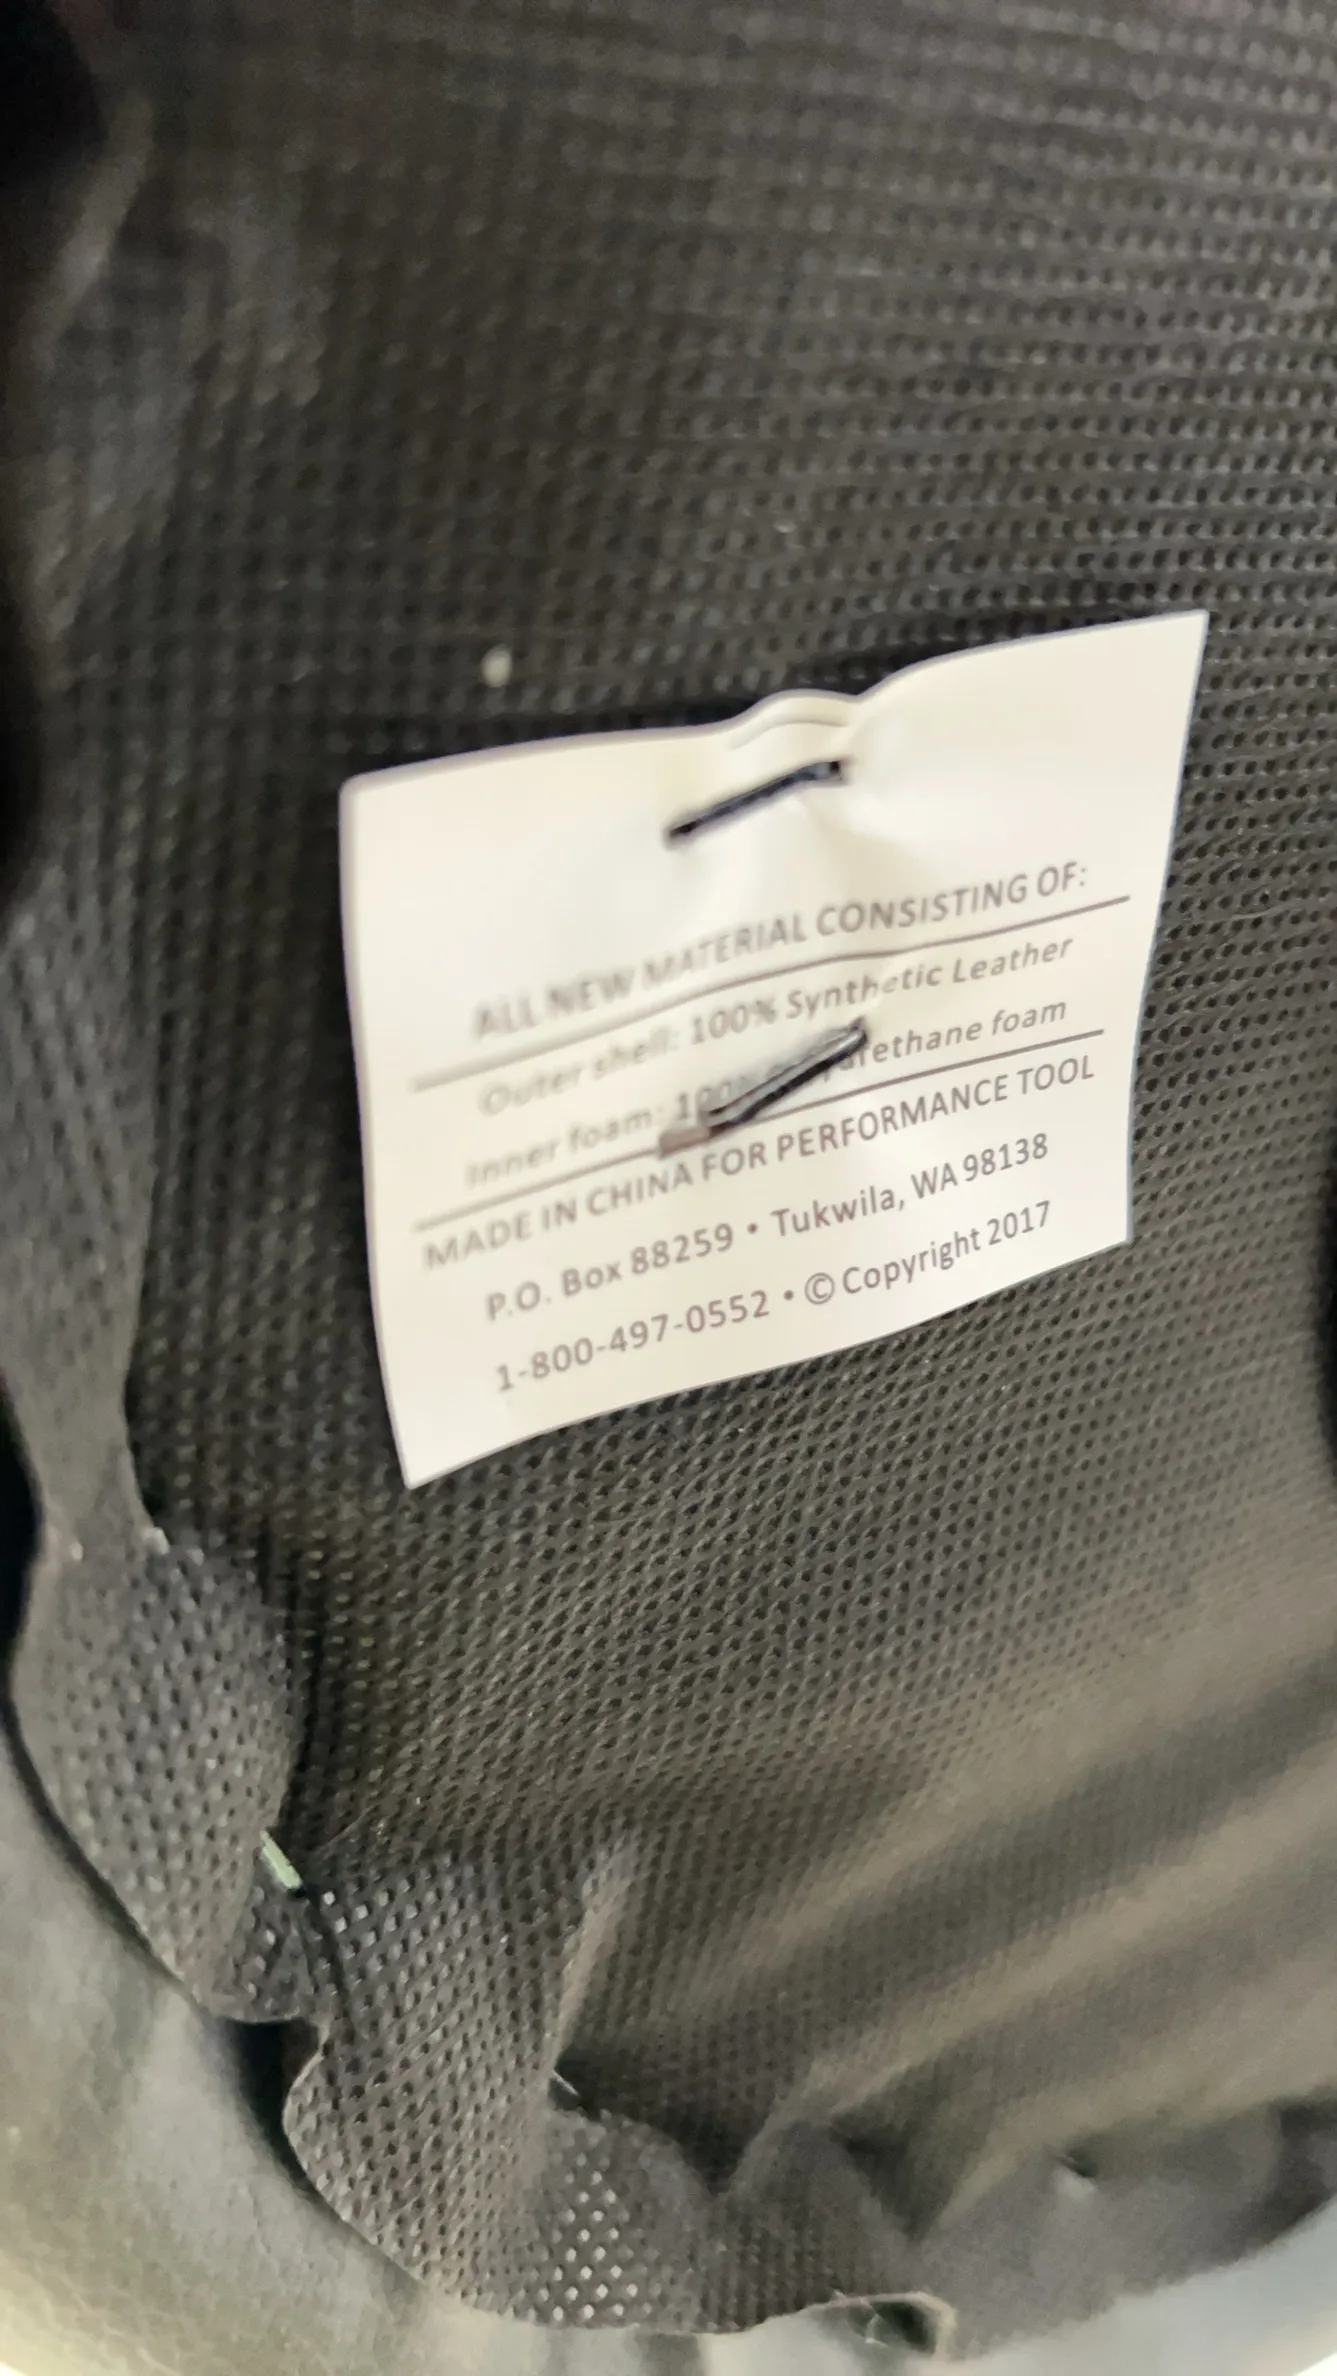 ALL NEW MATERIAL CONSISTING OF:
Outer shell: 100% Synthetic Leather
Inner foam: foam
MADE IN CHINA FOR PERFORMANCE TOOL
P.O. Box 88259 • Tukwila, WA 98138
1-800-497-0552 • © Copyright 2017